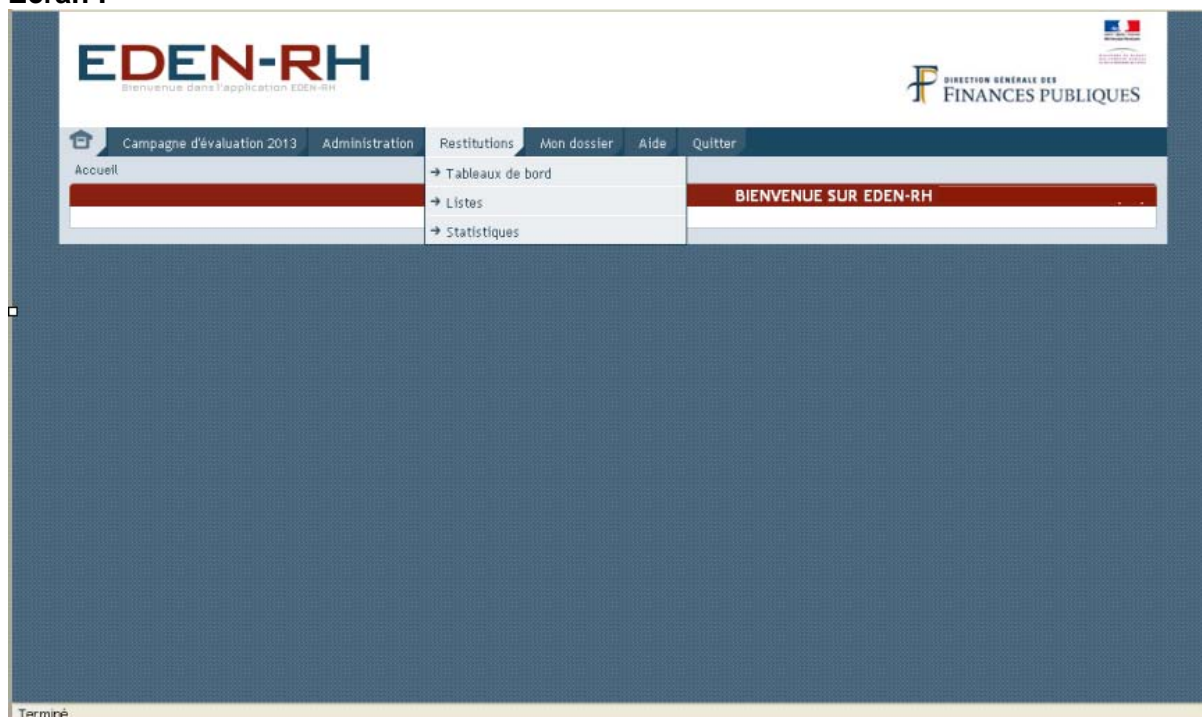 Ecran :
EDEN-RH
Bienvenue dans l'application EDEN-RH
DIRECTION GÉNÉRALE DES
FINANCES PUBLIQUES
Campagne d'évaluation 2013 Administration Restitutions Mon dossier Aide Quitter
Accueil
→ Tableaux de bord
BIENVENUE SUR EDEN-RH
→ Listes
→ Statistiques
Terminé